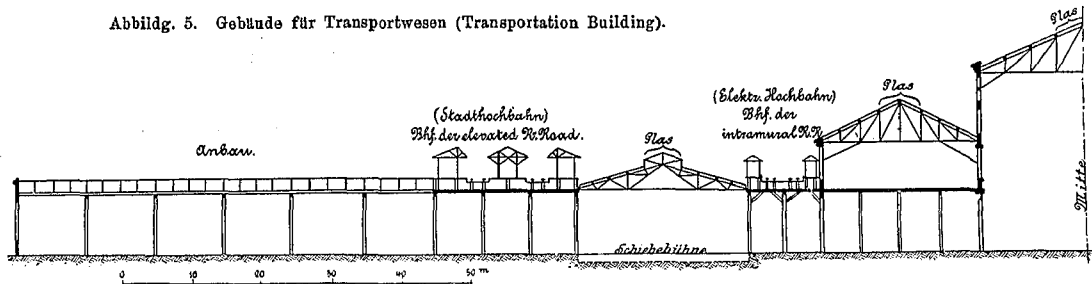 Abbildg. 5. Gebäude für Transportwesen (Transportation Building).
Glas
(Stadthochbahn)
Bhf. der elevated R. Road.
Anbau.
Glas
(Elektr. Hochbahn)
Bhf. der
intramural R.R.
Glas
Mitte
Schiebebühne
0 10 20 30 40 50 m